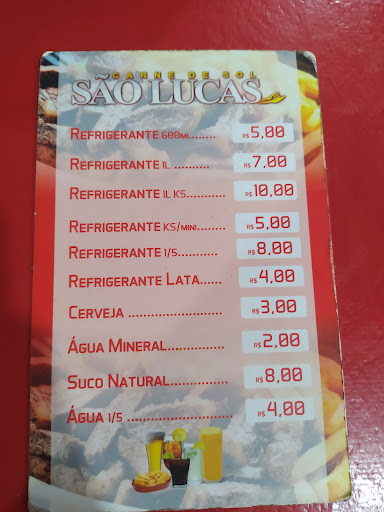 CARNE DE SOL
SÃO LUCAS
REFRIGERANTE 600ML....... R$ 5,00
REFRIGERANTE 1L .......... R$ 7,00
REFRIGERANTE 1L KS........... R$ 10,00
REFRIGERANTE KS/MINI........ R$ 5,00
REFRIGERANTE 1/5........... R$ 8,00
REFRIGERANTE LATA...... R$ 4,00
CERVEJA ......................... R$ 3,00
ÁGUA MINERAL............... R$ 2,00
SUCO NATURAL............... R$ 8,00
ÁGUA 1/5 ............................ R$ 4,00